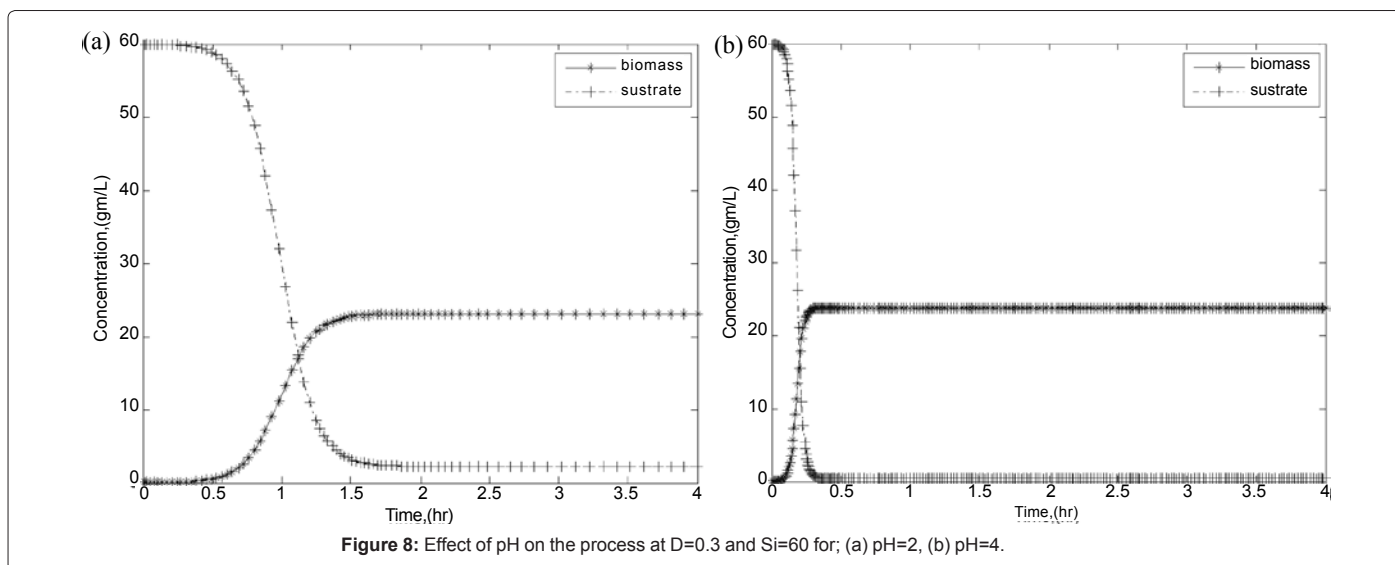 (a)
60
50
40
30
20
10
0
0 0.5 1 1.5 2 2.5 3 3.5 4
Concentration,(gm/L)
Time,(hr)
biomass
sustrate
(b)
60
50
40
30
20
10
0
0 0.5 1 1.5 2 2.5 3 3.5 4
Concentration,(gm/L)
Time,(hr)
biomass
sustrate
Figure 8: Effect of pH on the process at D=0.3 and Si=60 for; (a) pH=2, (b) pH=4.